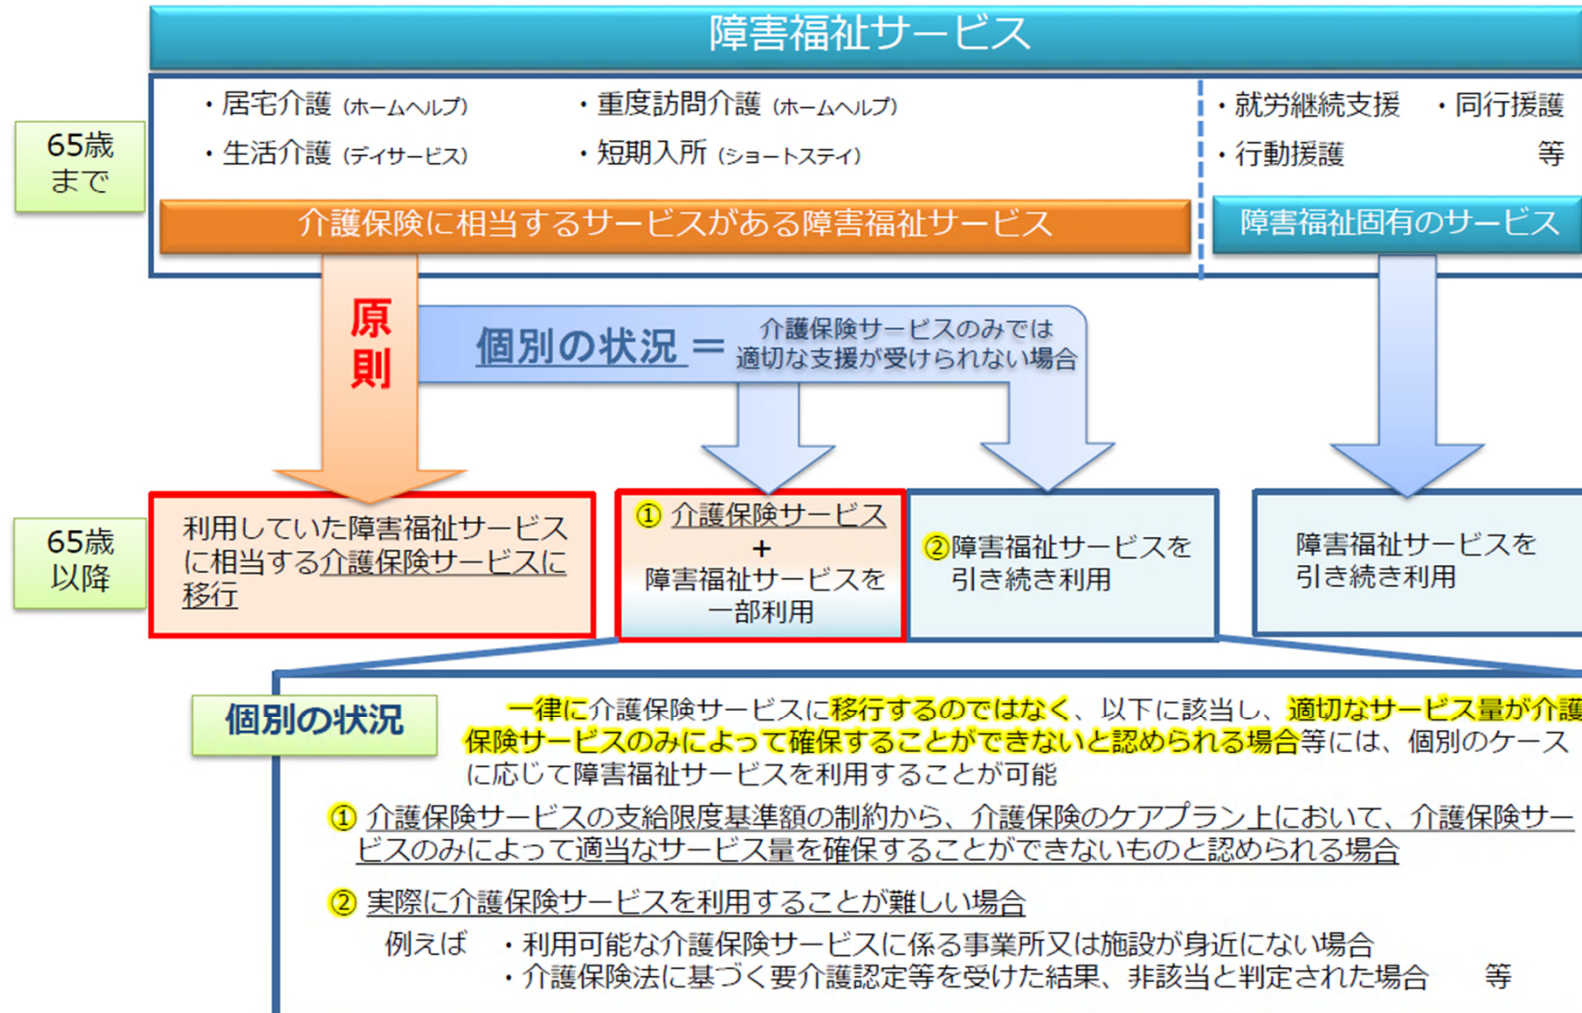 障害福祉サービス
・居宅介護（ホームヘルプ） ・重度訪問介護（ホームヘルプ）
・生活介護（デイサービス） ・短期入所（ショートステイ）
・就労継続支援 ・同行援護
・行動援護 等
65歳
まで
介護保険に相当するサービスがある障害福祉サービス
障害福祉固有のサービス
原
則
個別の状況 ＝
介護保険サービスのみでは
適切な支援が受けられない場合
65歳
以降
利用していた障害福祉サービス
に相当する介護保険サービスに
移行
① 介護保険サービス
+
障害福祉サービスを
一部利用
②障害福祉サービスを
引き続き利用
障害福祉サービスを
引き続き利用
個別の状況
一律に介護保険サービスに移行するのではなく、以下に該当し、適切なサービス量が介護
保険サービスのみによって確保することができないと認められる場合等には、個別のケース
に応じて障害福祉サービスを利用することが可能
① 介護保険サービスの支給限度基準額の制約から、介護保険のケアプラン上において、介護保険サー
ビスのみによって適当なサービス量を確保することができないものと認められる場合
② 実際に介護保険サービスを利用することが難しい場合
例えば ・利用可能な介護保険サービスに係る事業所又は施設が身近にない場合
・介護保険法に基づく要介護認定等を受けた結果、非該当と判定された場合 等